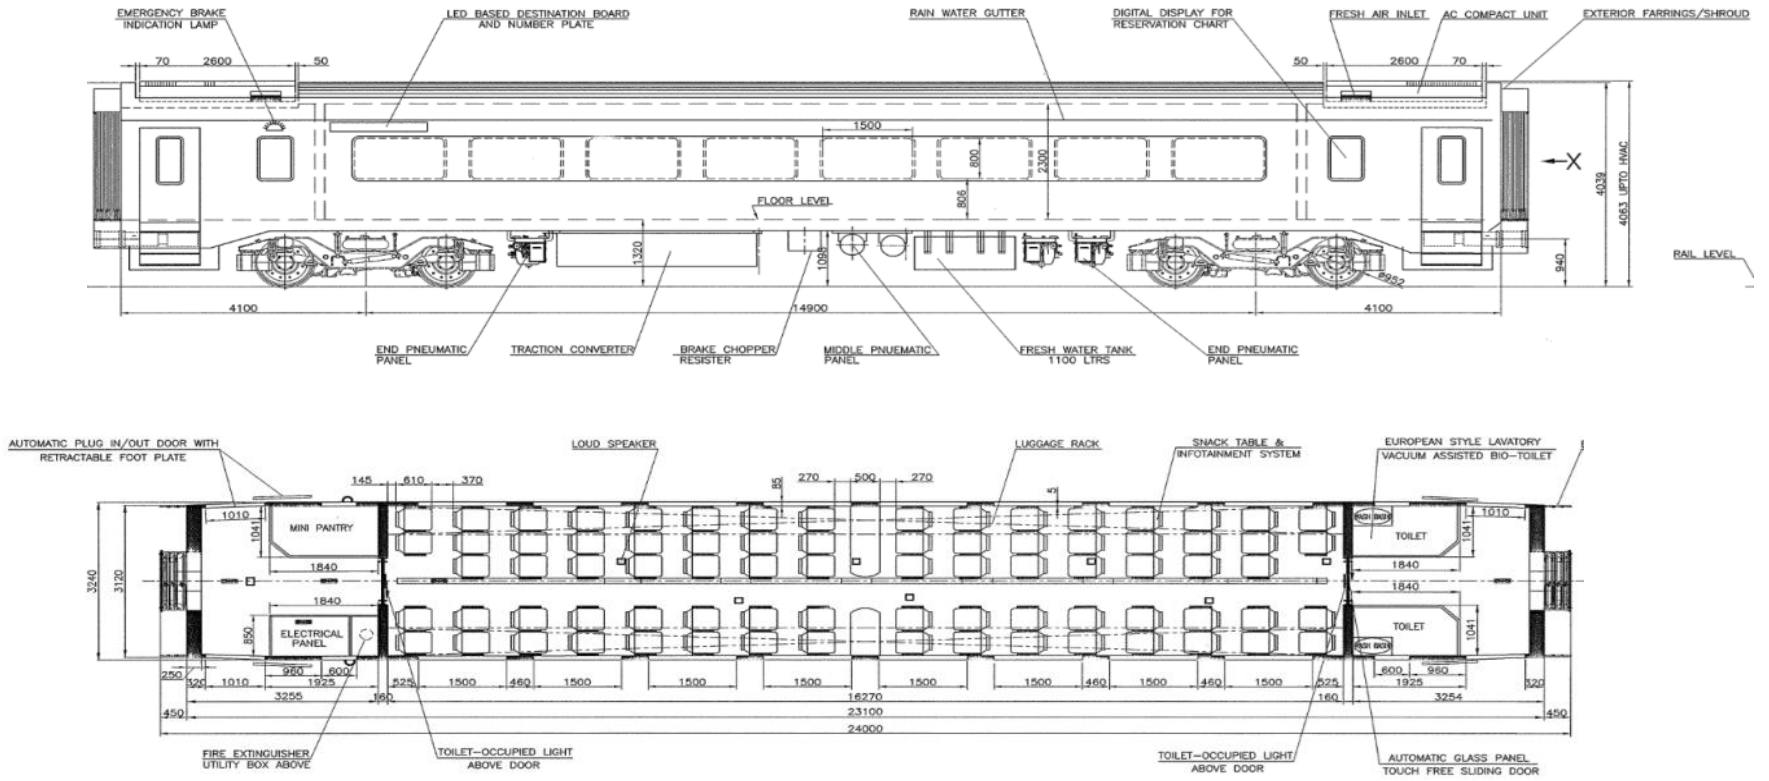 EMERGENCY BRAKE
INDICATION LAMP
LED BASED DESTINATION BOARD
AND NUMBER PLATE
RAIN WATER GUTTER
DIGITAL DISPLAY FOR
RESERVATION CHART
FRESH AIR INLET
AC COMPACT UNIT
EXTERIOR FARRINGS/SHROUD
70
2600
50
50
2600
70
1500
800
2300
806
X
4039
4063 UPTO HVAC
FLOOR LEVEL
1320
1098
ø952
940
RAIL LEVEL
4100
14900
4100
END PNEUMATIC
PANEL
TRACTION CONVERTER
BRAKE CHOPPER
RESISTER
MIDDLE PNUEMATIC
PANEL
FRESH WATER TANK
1100 LTRS
END PNEUMATIC
PANEL
AUTOMATIC PLUG IN/OUT DOOR WITH
RETRACTABLE FOOT PLATE
LOUD SPEAKER
LUGGAGE RACK
SNACK TABLE &
INFOTAINMENT SYSTEM
EUROPEAN STYLE LAVATORY
VACUUM ASSISTED BIO-TOILET
145
610
370
85
270
500
270
5
1010
1041
MINI PANTRY
1840
3240
3120
1840
850
ELECTRICAL
PANEL
WASH BASIN
TOILET
1041
1010
1840
1840
TOILET
1041
WASH BASIN
250
320
1010
960
600
1925
525
1500
460
1500
1500
1500
1500
1500
460
1500
460
1500
525
600
960
1925
320
3255
160
16270
160
3254
450
23100
450
24000
FIRE EXTINGUISHER
UTILITY BOX ABOVE
TOILET-OCCUPIED LIGHT
ABOVE DOOR
TOILET-OCCUPIED LIGHT
ABOVE DOOR
AUTOMATIC GLASS PANEL
TOUCH FREE SLIDING DOOR